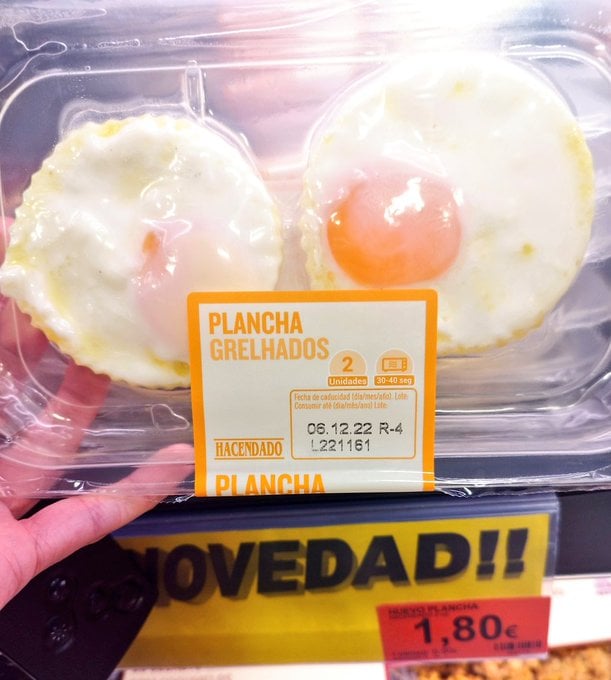 PLANCHA
GRELHADOS
2
Unidades
30-40 seg
Fecha de caducidad (día/mes/año). Lote:
Consumir até (dia/mês/ano) Lote:
06.12.22 R-4
L221161
HACENDADO
PLANCHA
NOVEDAD!!
HUEVO PLANCHA
1,80€